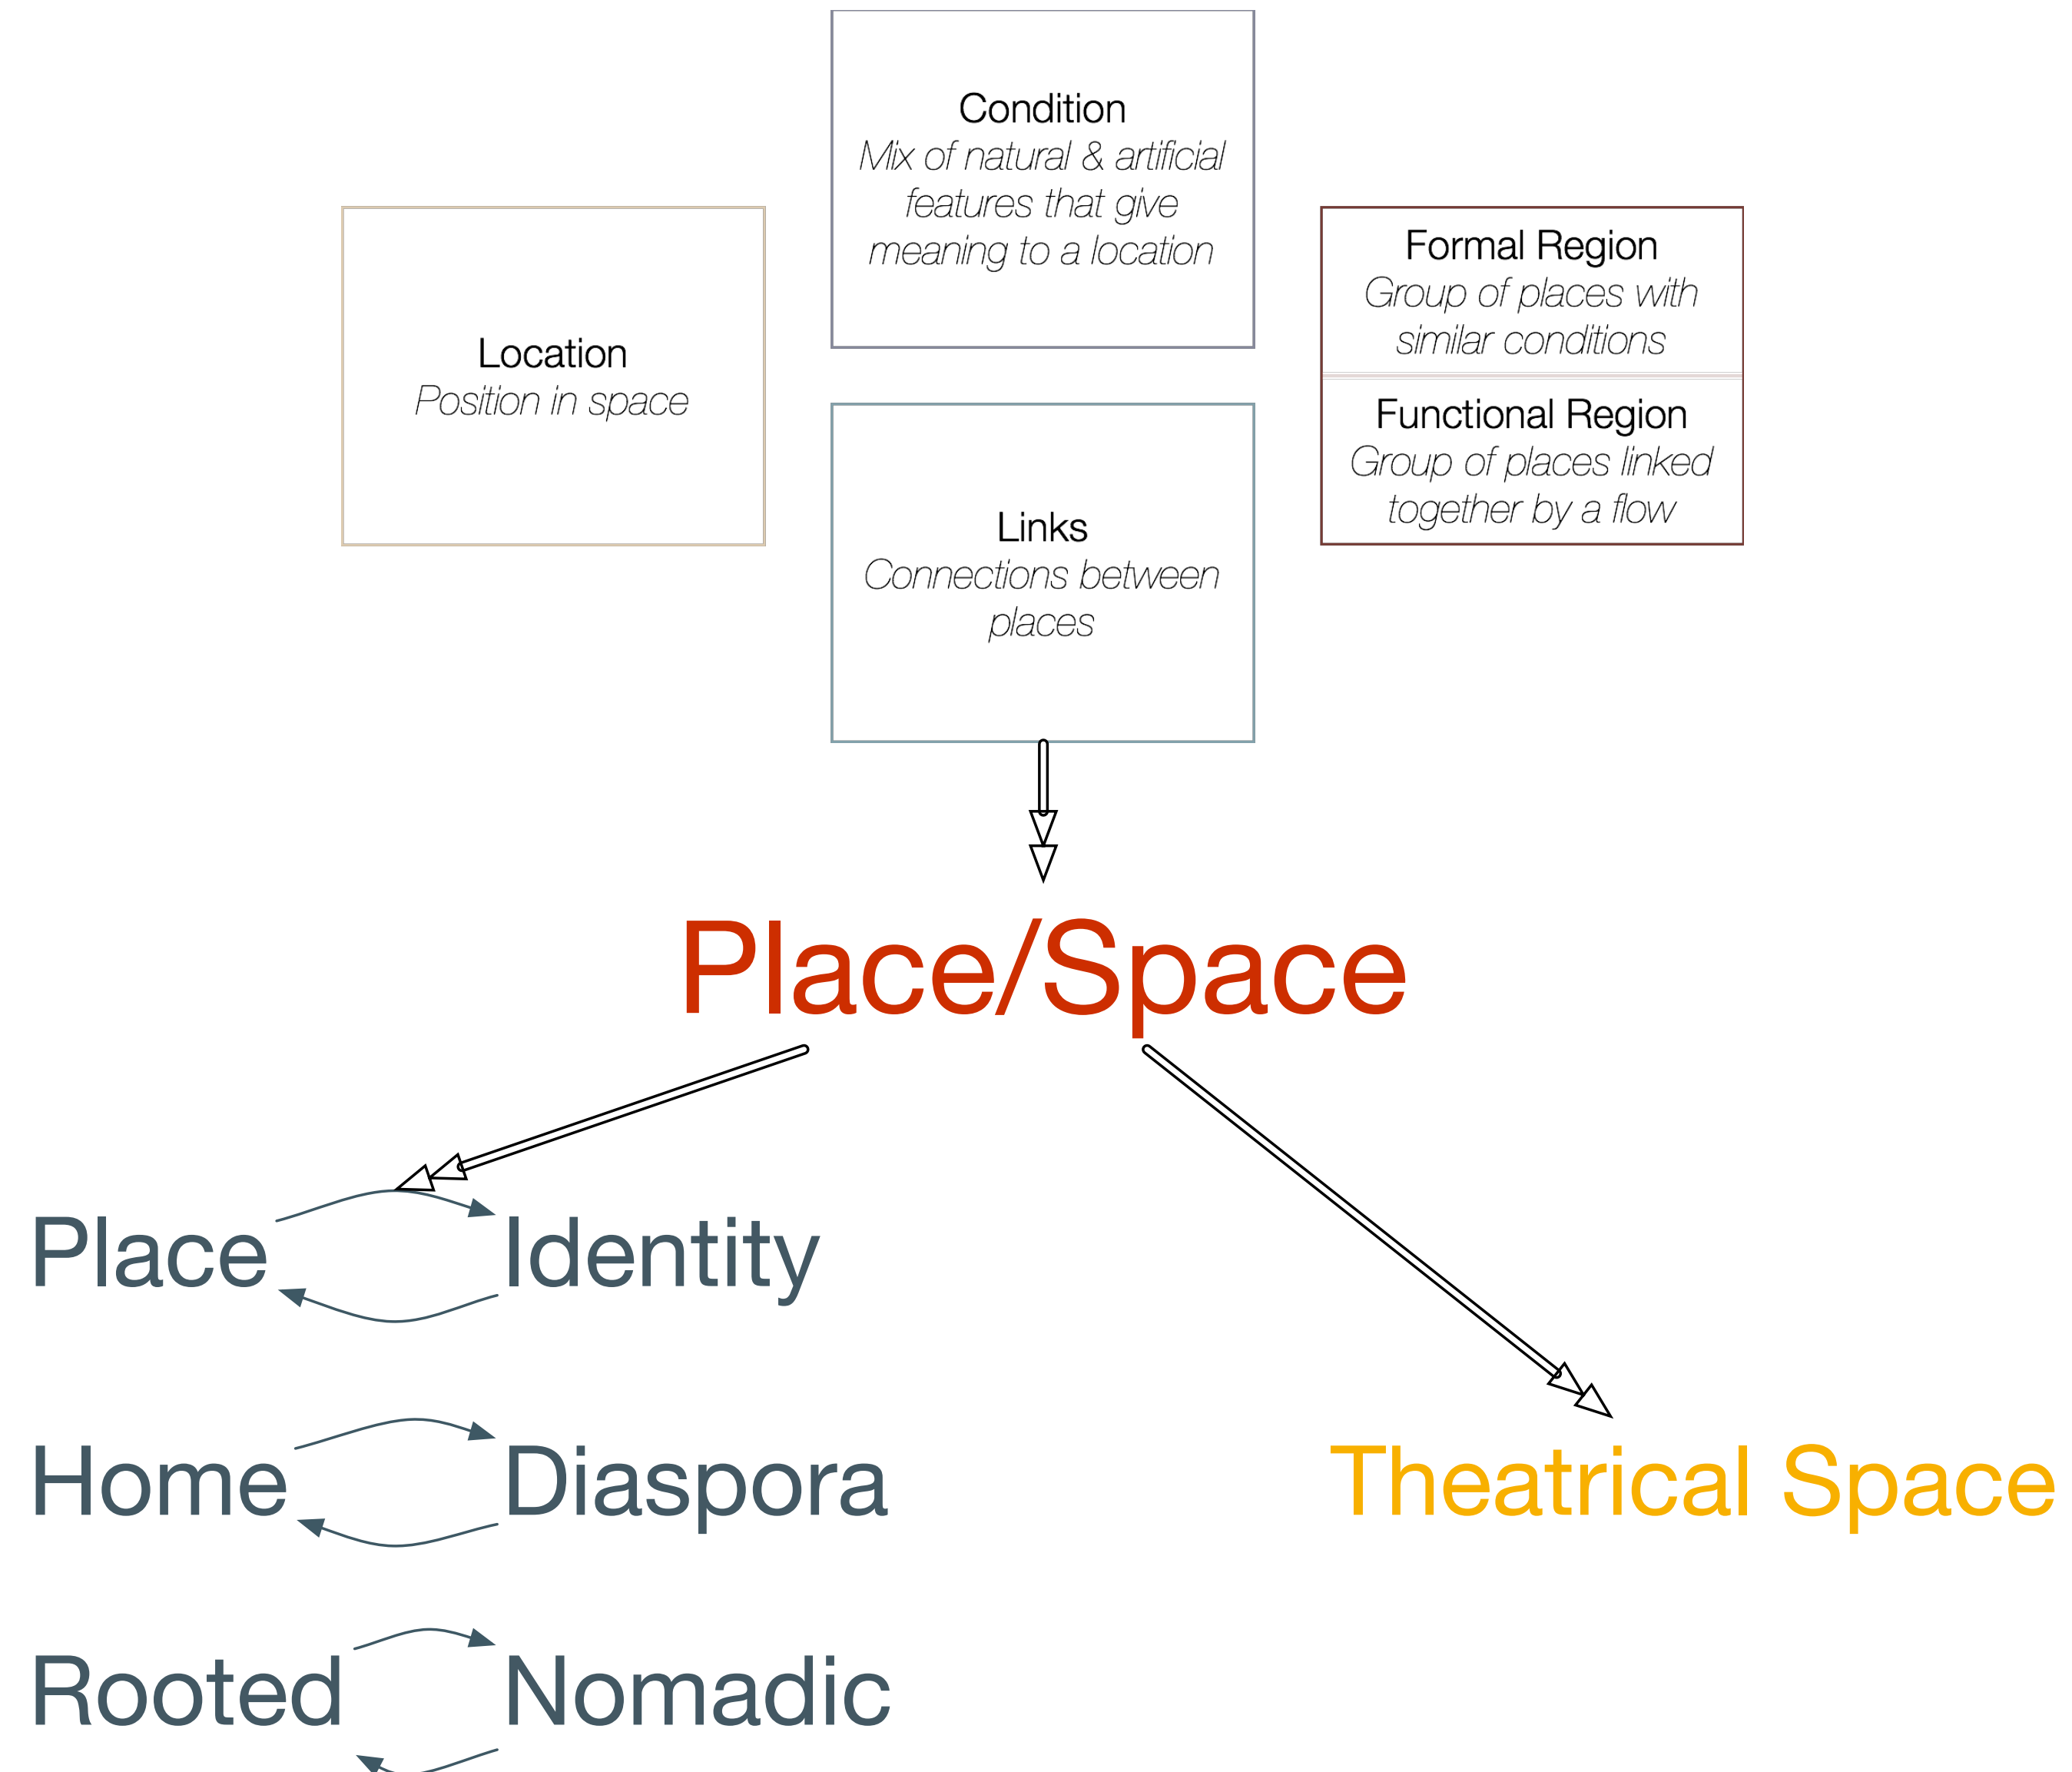 Condition
Mix of natural & artificial
features that give
meaning to a location
Location
Position in space
Formal Region
Group of places with
similar conditions
Functional Region
Group of places linked
together by a flow
Links
Connections between
places
Place/Space
Place Identity
Home Diaspora
Theatrical Space
Rooted Nomadic